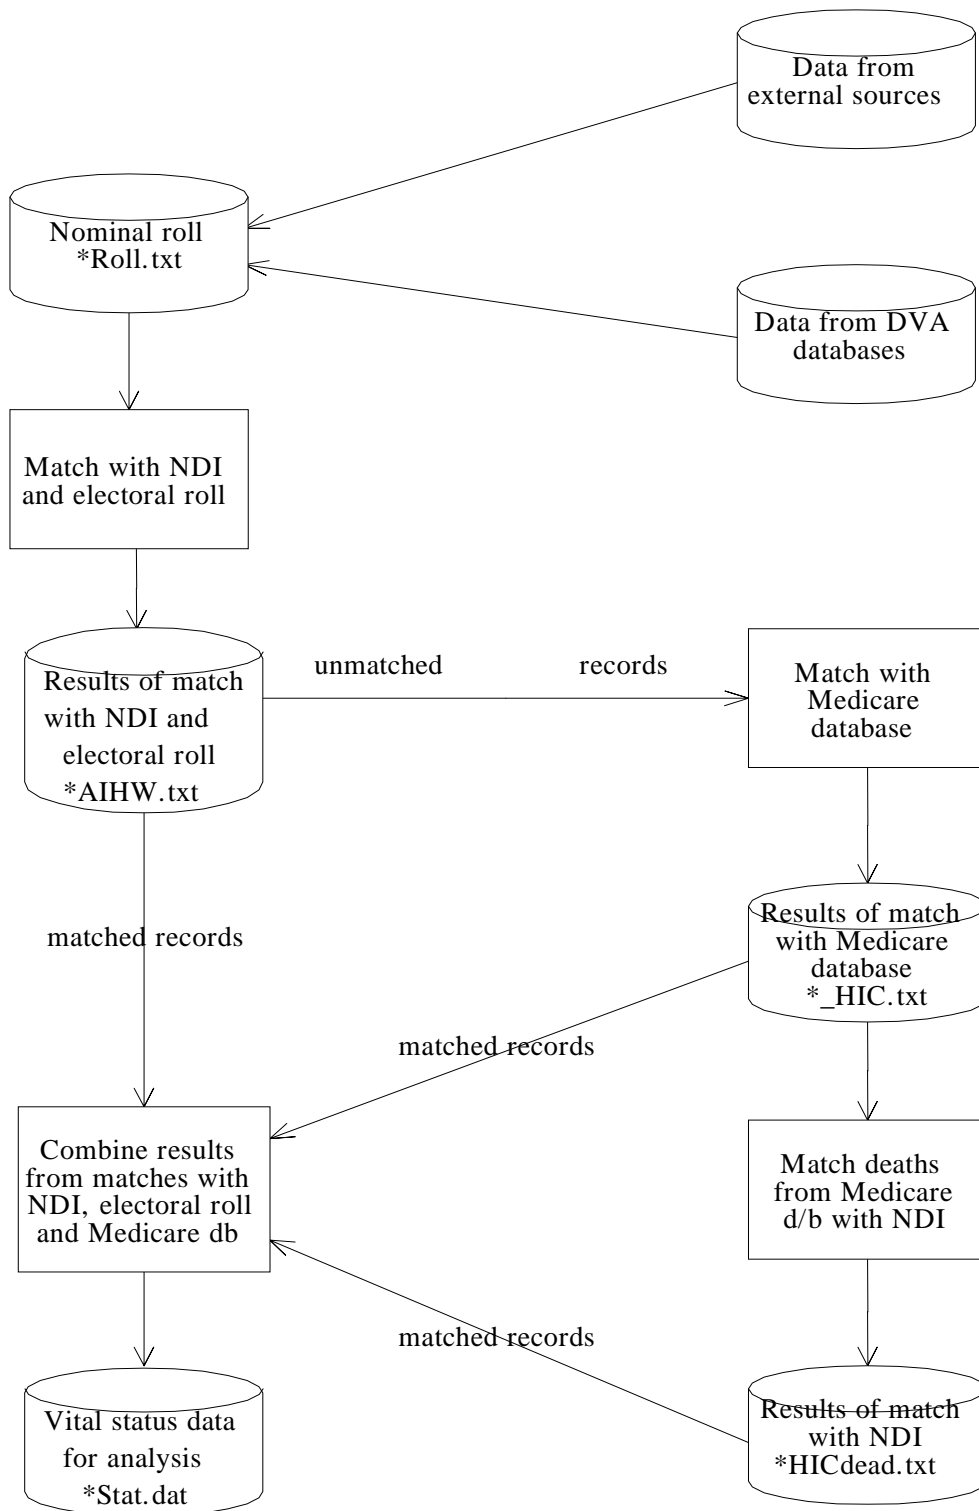 Data from
external sources
Nominal roll
*Roll.txt
Data from DVA
databases
Match with NDI
and electoral roll
Results of match
with NDI and
electoral roll
*AIHW.txt
unmatched records
Match with
Medicare
database
matched records
Results of match
with Medicare
database
*_HIC.txt
matched records
Combine results
from matches with
NDI, electoral roll
and Medicare db
Match deaths
from Medicare
d/b with NDI
matched records
Vital status data
for analysis
*Stat.dat
Results of match
with NDI
*HICdead.txt